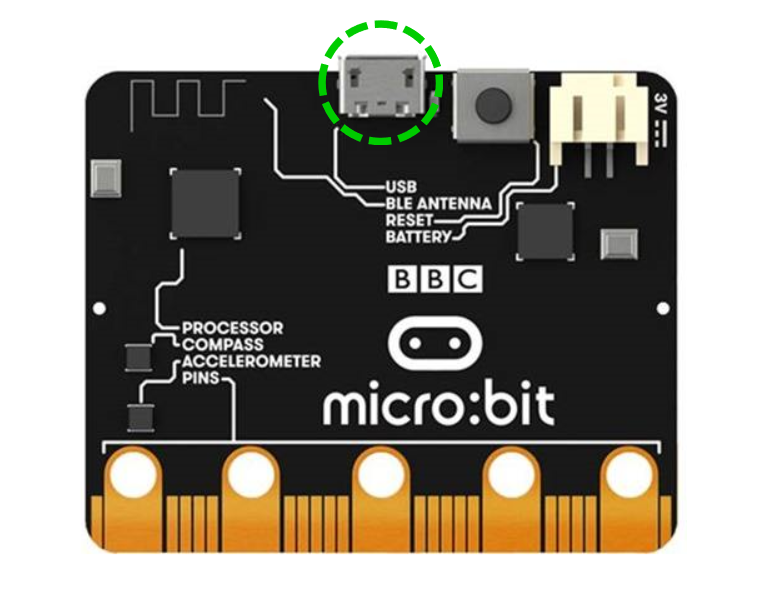 3V
USB
BLE ANTENNA
RESET
BATTERY
BBC
PROCESSOR
COMPASS
ACCELEROMETER
PINS
micro:bit